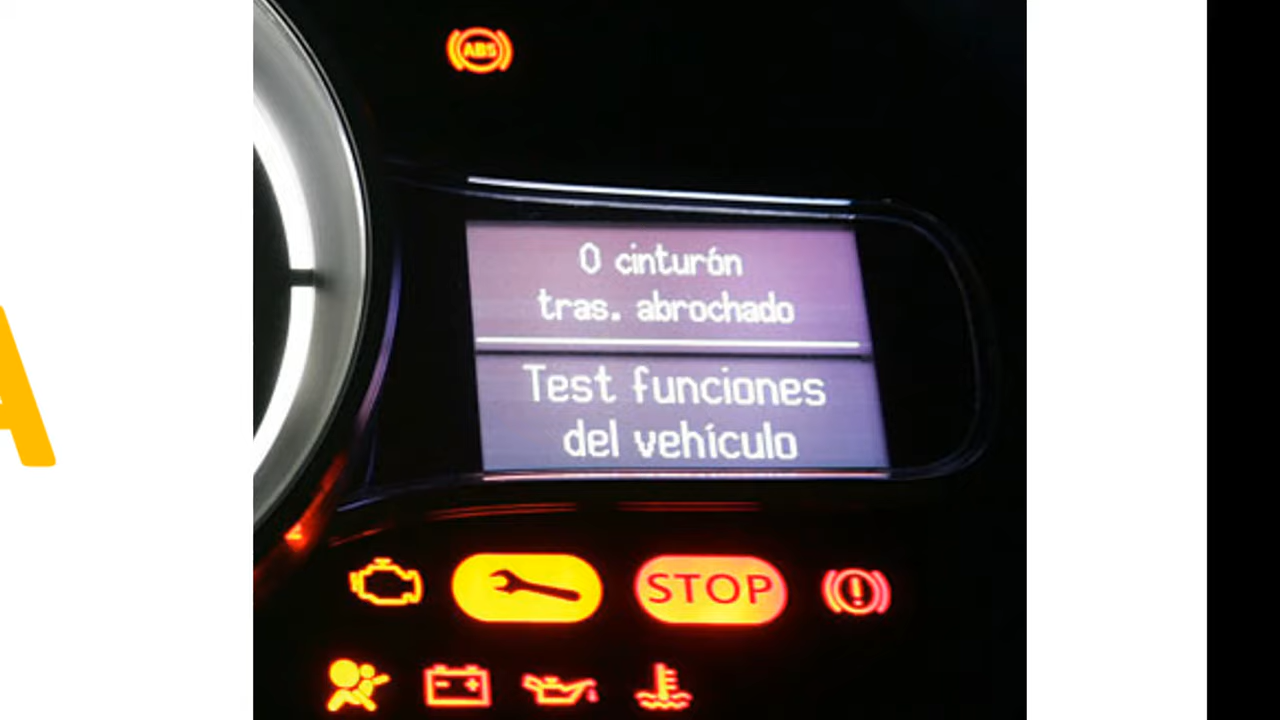 ABS
0 cinturón
tras. abrochado
Test funciones
del vehículo
STOP
A